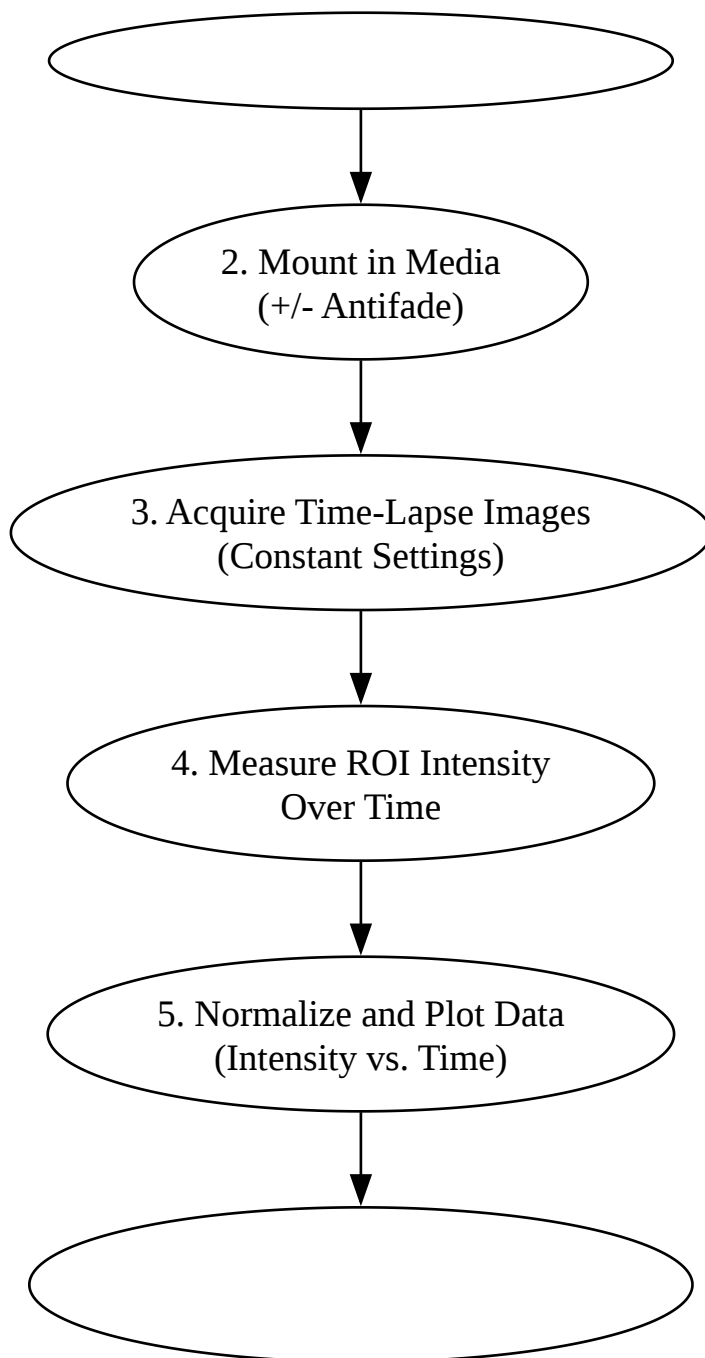 2. Mount in Media
(+/- Antifade)
3. Acquire Time-Lapse Images
(Constant Settings)
4. Measure ROI Intensity
Over Time
5. Normalize and Plot Data
(Intensity vs. Time)